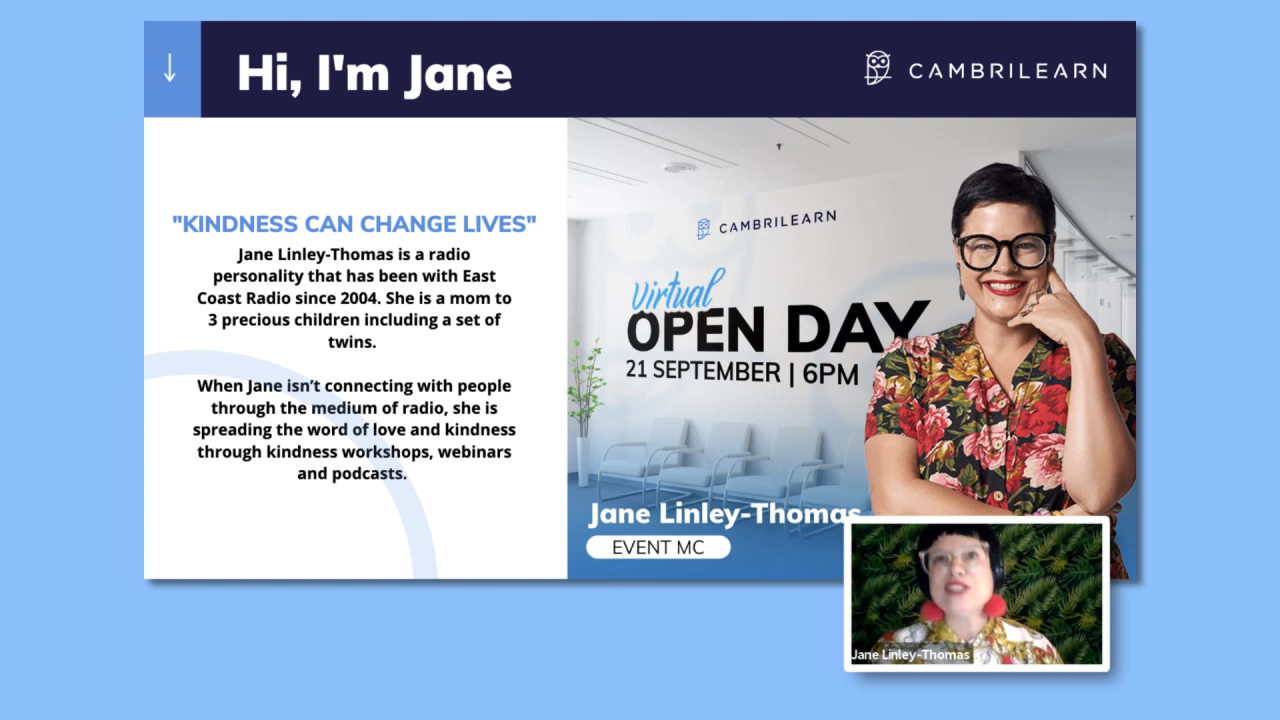 Hi, I'm Jane
CAMBRILEARN
"KINDNESS CAN CHANGE LIVES"
Jane Linley-Thomas is a radio
personality that has been with East
Coast Radio since 2004. She is a mom to
3 precious children including a set of
twins.
When Jane isn’t connecting with people
through the medium of radio, she is
spreading the word of love and kindness
through kindness workshops, webinars
and podcasts.
CAMBRILEARN
Virtual
OPEN DAY
21 SEPTEMBER | 6PM
Jane Linley-Thomas
EVENT MC
Jane Linley-Thomas